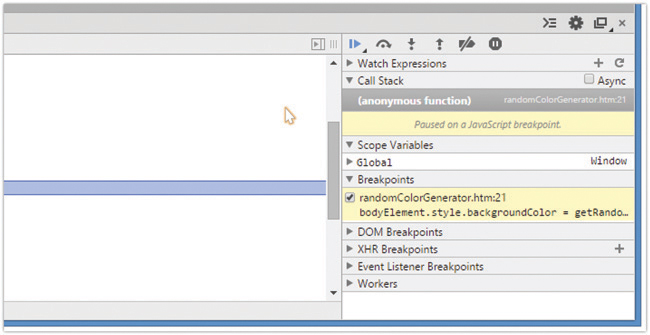 Watch Expressions
Call Stack
Async
(anonymous function)
randomColorGenerator.htm:21
Paused on a JavaScript breakpoint.
Scope Variables
Global
Window
Breakpoints
randomColorGenerator.htm:21
bodyElement.style.backgroundColor = getRando…
DOM Breakpoints
XHR Breakpoints
Event Listener Breakpoints
Workers